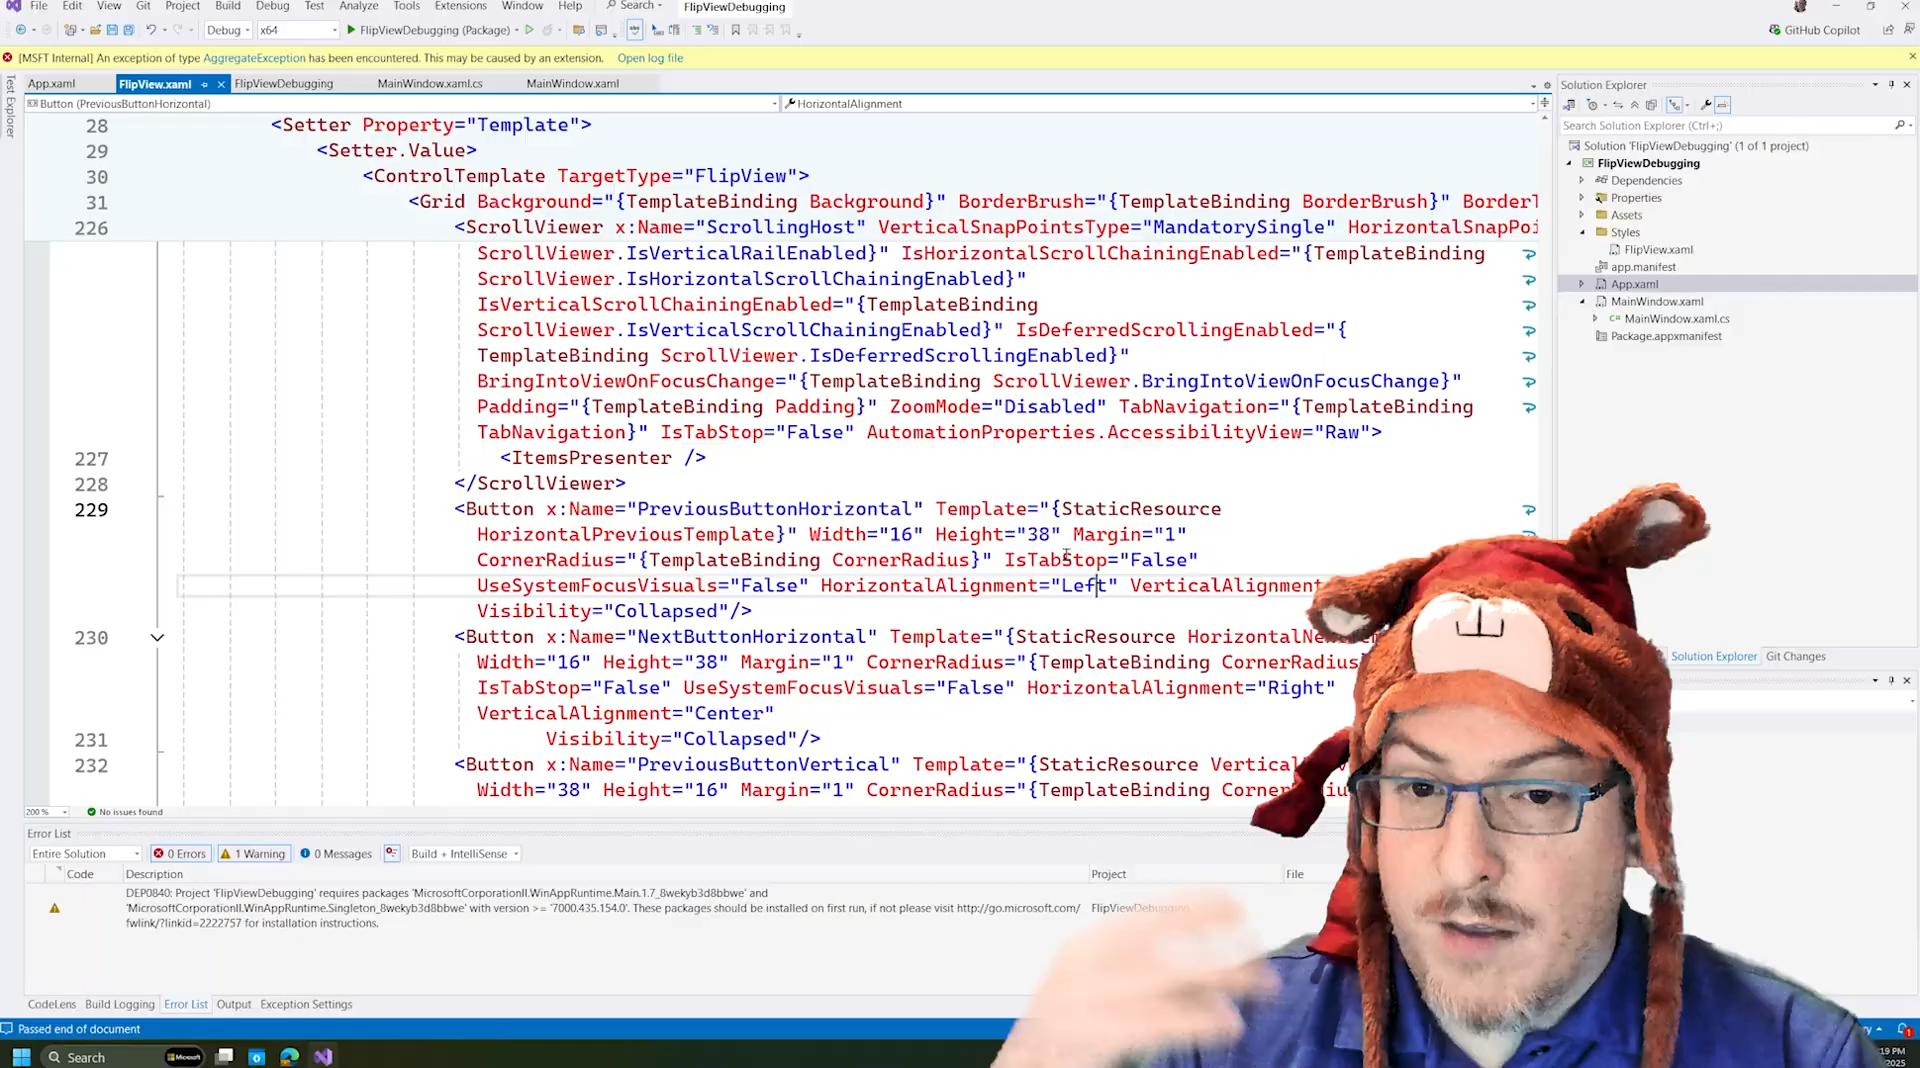 File Edit View Git Project Build Debug Test Analyze Tools Extensions Window Help Search FlipViewDebugging
Debug x64 FlipViewDebugging (Package) GitHub Copilot
[MSFT Internal] An exception of type AggregateException has been encountered. This may be caused by an extension. Open log file
Test Explorer
App.xaml FlipView.xaml FlipViewDebugging MainWindow.xaml.cs MainWindow.xaml
Button (PreviousButtonHorizontal) HorizontalAlignment
28 <Setter Property="Template">
29 <Setter.Value>
30 <ControlTemplate TargetType="FlipView">
31 <Grid Background="{TemplateBinding Background}" BorderBrush="{TemplateBinding BorderBrush}"
226 <ScrollViewer x:Name="ScrollingHost" VerticalSnapPointsType="MandatorySingle"
ScrollViewer.IsVerticalRailEnabled}" IsHorizontalScrollChainingEnabled="{TemplateBinding
ScrollViewer.IsHorizontalScrollChainingEnabled}"
IsVerticalScrollChainingEnabled="{TemplateBinding
ScrollViewer.IsVerticalScrollChainingEnabled}" IsDeferredScrollingEnabled="{
TemplateBinding ScrollViewer.IsDeferredScrollingEnabled}"
BringIntoViewOnFocusChange="{TemplateBinding ScrollViewer.BringIntoViewOnFocusChange}"
Padding="{TemplateBinding Padding}" ZoomMode="Disabled" TabNavigation="{TemplateBinding
TabNavigation}" IsTabStop="False" AutomationProperties.AccessibilityView="Raw">
227 <ItemsPresenter />
228 </ScrollViewer>
229 <Button x:Name="PreviousButtonHorizontal" Template="{StaticResource
HorizontalPreviousTemplate}" Width="16" Height="38" Margin="1"
CornerRadius="{TemplateBinding CornerRadius}" IsTabStop="False"
UseSystemFocusVisuals="False" HorizontalAlignment="Left" VerticalAlignment
Visibility="Collapsed"/>
230 <Button x:Name="NextButtonHorizontal" Template="{StaticResource
Width="16" Height="38" Margin="1" CornerRadius="{TemplateBinding CornerRadius
IsTabStop="False" UseSystemFocusVisuals="False" HorizontalAlignment="Right"
VerticalAlignment="Center"
231 Visibility="Collapsed"/>
232 <Button x:Name="PreviousButtonVertical" Template="{StaticResource
Width="38" Height="16" Margin="1" CornerRadius="{TemplateBinding
200 % No issues found
Solution Explorer
Search Solution Explorer (Ctrl+;)
Solution 'FlipViewDebugging' (1 of 1 project)
FlipViewDebugging
Dependencies
Properties
Assets
Styles
FlipView.xaml
app.manifest
App.xaml
MainWindow.xaml
C# MainWindow.xaml.cs
Package.appxmanifest
Solution Explorer Git Changes
Error List
Entire Solution 0 Errors 1 Warning 0 Messages Build + IntelliSense
Code Description Project File
DEP0840: Project 'FlipViewDebugging' requires packages 'MicrosoftCorporationII.WinAppRuntime.Main.1.7_8wekyb3d8bbwe' and
'MicrosoftCorporationII.WinAppRuntime.Singleton_8wekyb3d8bbwe' with version >= '7000.435.154.0'. These packages should be installed on first run, if not please visit http://go.microsoft.com/ FlipViewDebugging
fwlink/?linkid=2222757 for installation instructions.
CodeLens Build Logging Error List Output Exception Settings
Passed end of document
Search Microsoft
:19 PM
2025